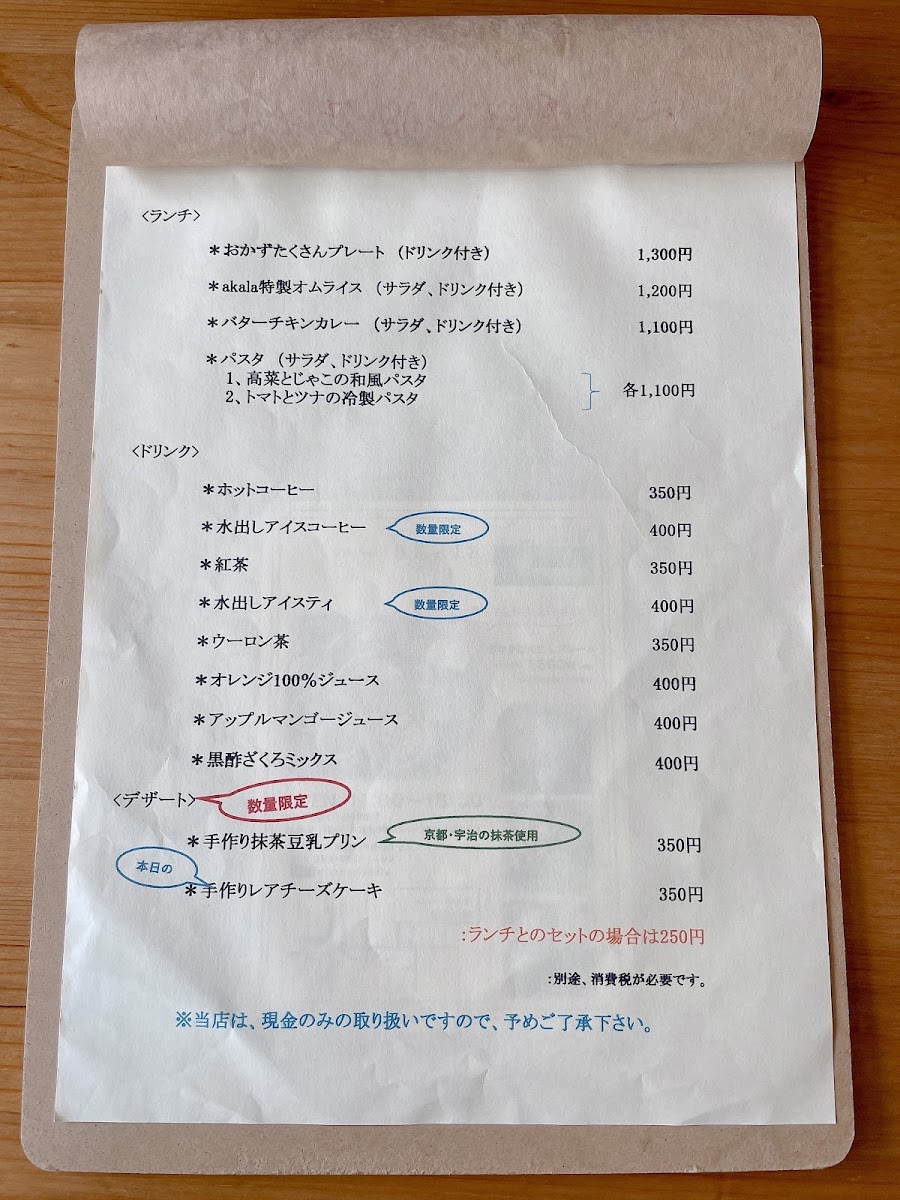 〈ランチ〉
＊おかずたくさんプレート （ドリンク付き） 1,300円
＊akala特製オムライス （サラダ、ドリンク付き） 1,200円
＊バターチキンカレー （サラダ、ドリンク付き） 1,100円
＊パスタ （サラダ、ドリンク付き）
1、高菜とじゃこの和風パスタ
2、トマトとツナの冷製パスタ
各1,100円
〈ドリンク〉
＊ホットコーヒー 350円
＊水出しアイスコーヒー 数量限定 400円
＊紅茶 350円
＊水出しアイスティ 数量限定 400円
＊ウーロン茶 350円
＊オレンジ100％ジュース 400円
＊アップルマンゴージュース 400円
＊黒酢ざくろミックス 400円
〈デザート〉 数量限定
＊手作り抹茶豆乳プリン 京都・宇治の抹茶使用 350円
本日の
＊手作りレアチーズケーキ 350円
:ランチとのセットの場合は250円
:別途、消費税が必要です。
※当店は、現金のみの取り扱いですので、予めご了承下さい。